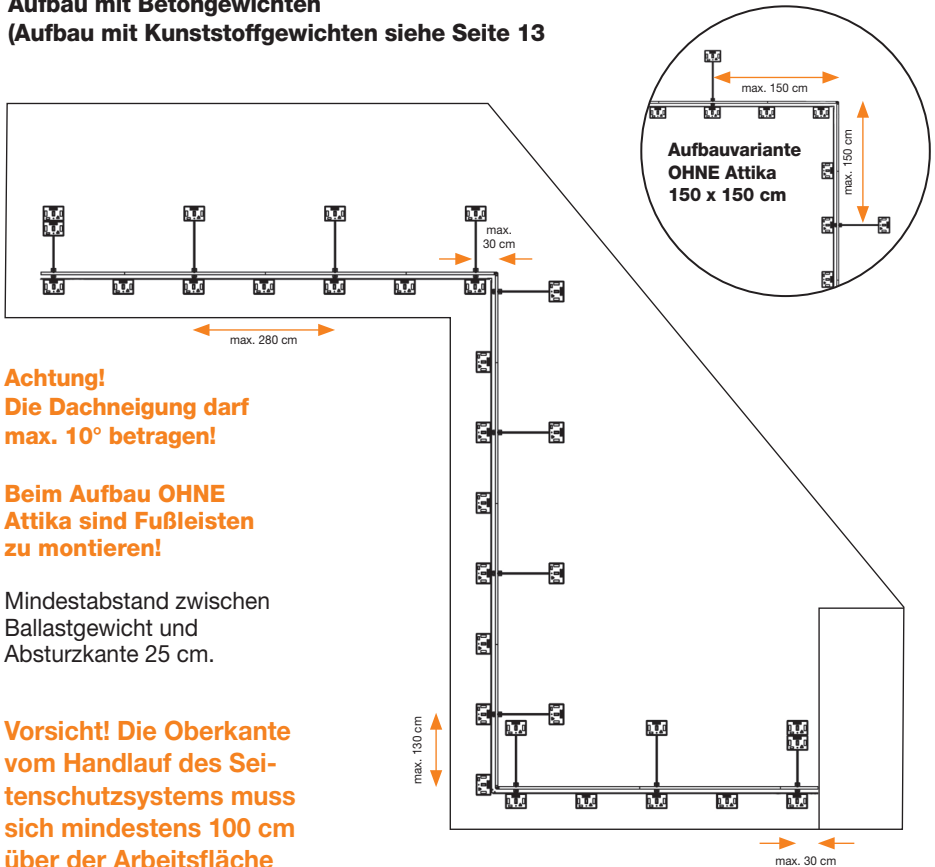 Aufbau mit Betongewichten
(Aufbau mit Kunststoffgewichten siehe Seite 13
max. 150 cm
max. 150 cm
Aufbauvariante
OHNE Attika
150 x 150 cm
max.
30 cm
max. 280 cm
Achtung!
Die Dachneigung darf
max. 10° betragen!
Beim Aufbau OHNE
Attika sind Fußleisten
zu montieren!
Mindestabstand zwischen
Ballastgewicht und
Absturzkante 25 cm.
Vorsicht! Die Oberkante
vom Handlauf des Sei-
tenschutzsystems muss
sich mindestens 100 cm
über der Arbeitsfläche
max. 130 cm
max. 30 cm